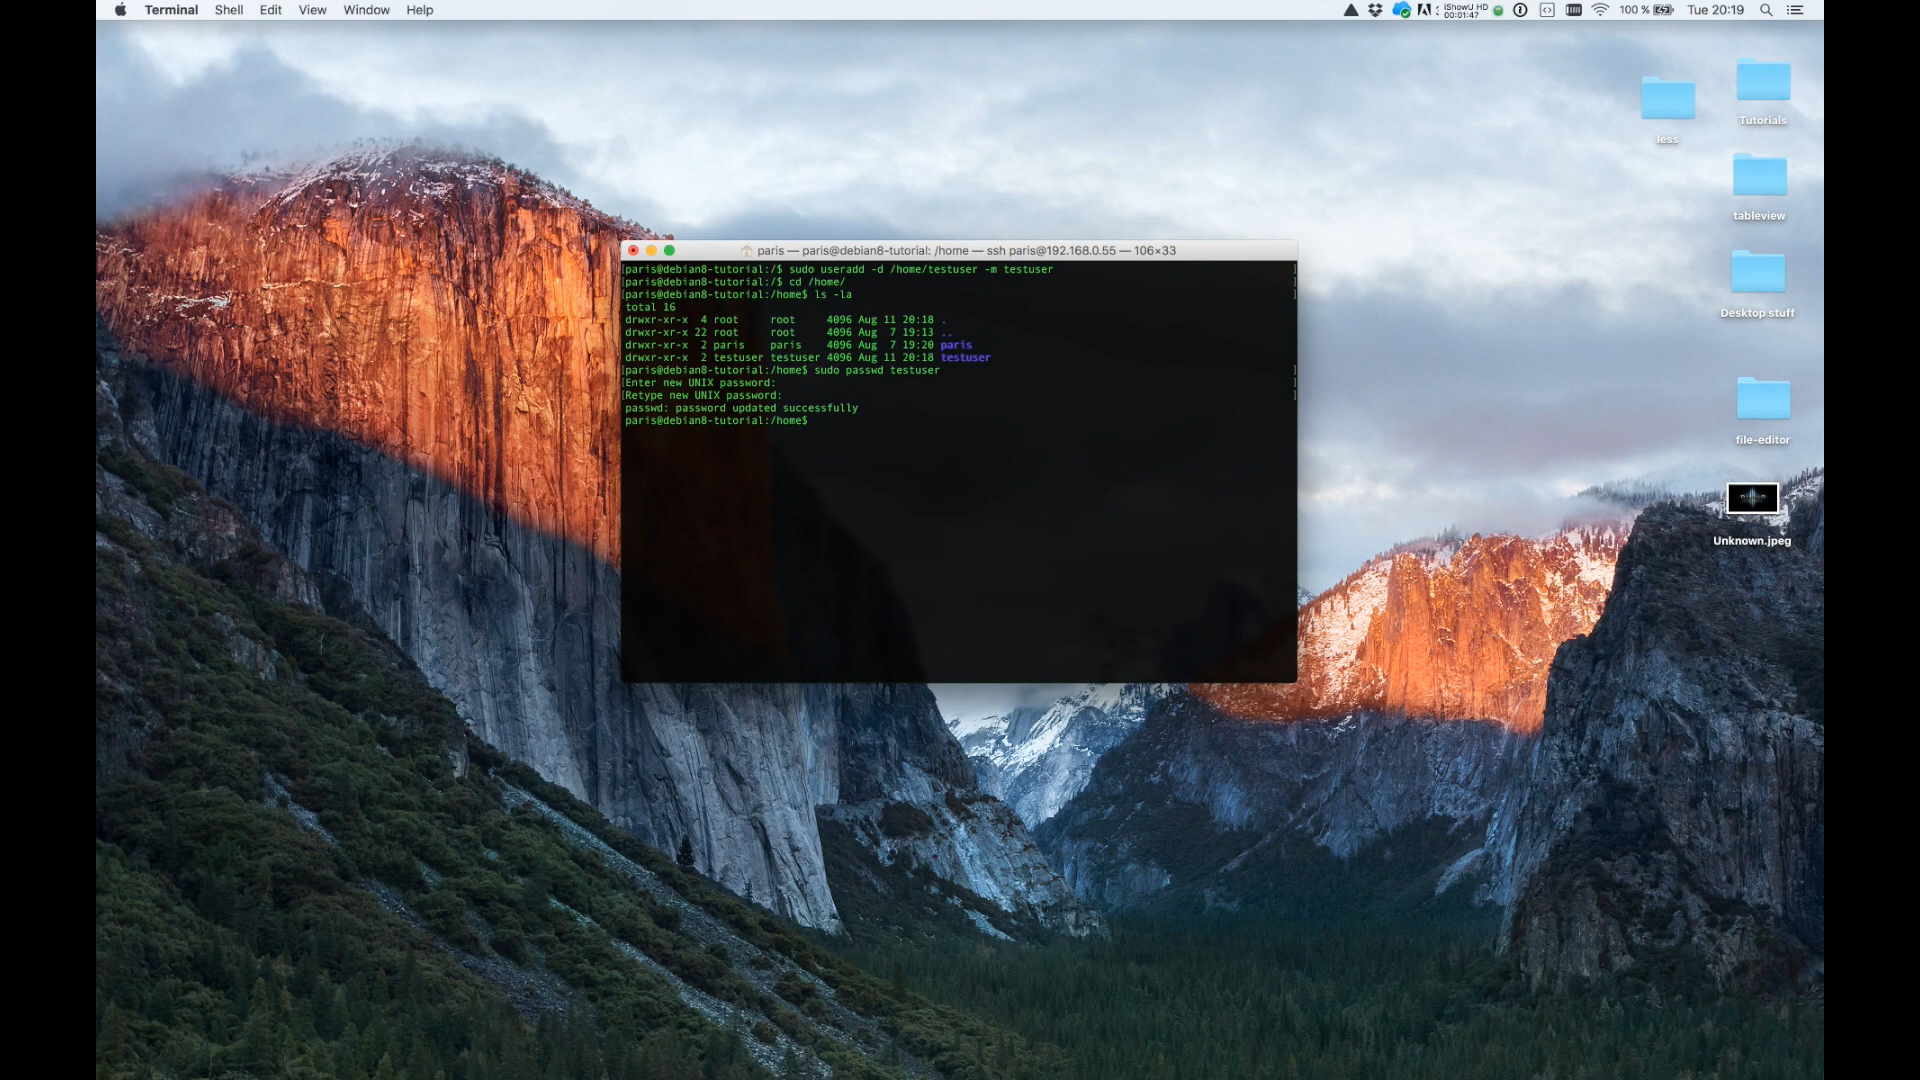 Terminal Shell Edit View Window Help
iShowU HD
00:01:47
100 %
Tue 20:19
Tutorials
less
tableview
Desktop stuff
file-editor
Unknown.jpeg
paris — paris@debian8-tutorial: /home — ssh paris@192.168.0.55 — 106×33
[paris@debian8-tutorial:/$ sudo useradd -d /home/testuser -m testuser ]
[paris@debian8-tutorial:/$ cd /home/ ]
[paris@debian8-tutorial:/home$ ls -la ]
total 16
drwxr-xr-x 4 root root 4096 Aug 11 20:18 .
drwxr-xr-x 22 root root 4096 Aug 7 19:13 ..
drwxr-xr-x 2 paris paris 4096 Aug 7 19:20 paris
drwxr-xr-x 2 testuser testuser 4096 Aug 11 20:18 testuser
[paris@debian8-tutorial:/home$ sudo passwd testuser ]
[Enter new UNIX password: ]
[Retype new UNIX password: ]
passwd: password updated successfully
paris@debian8-tutorial:/home$